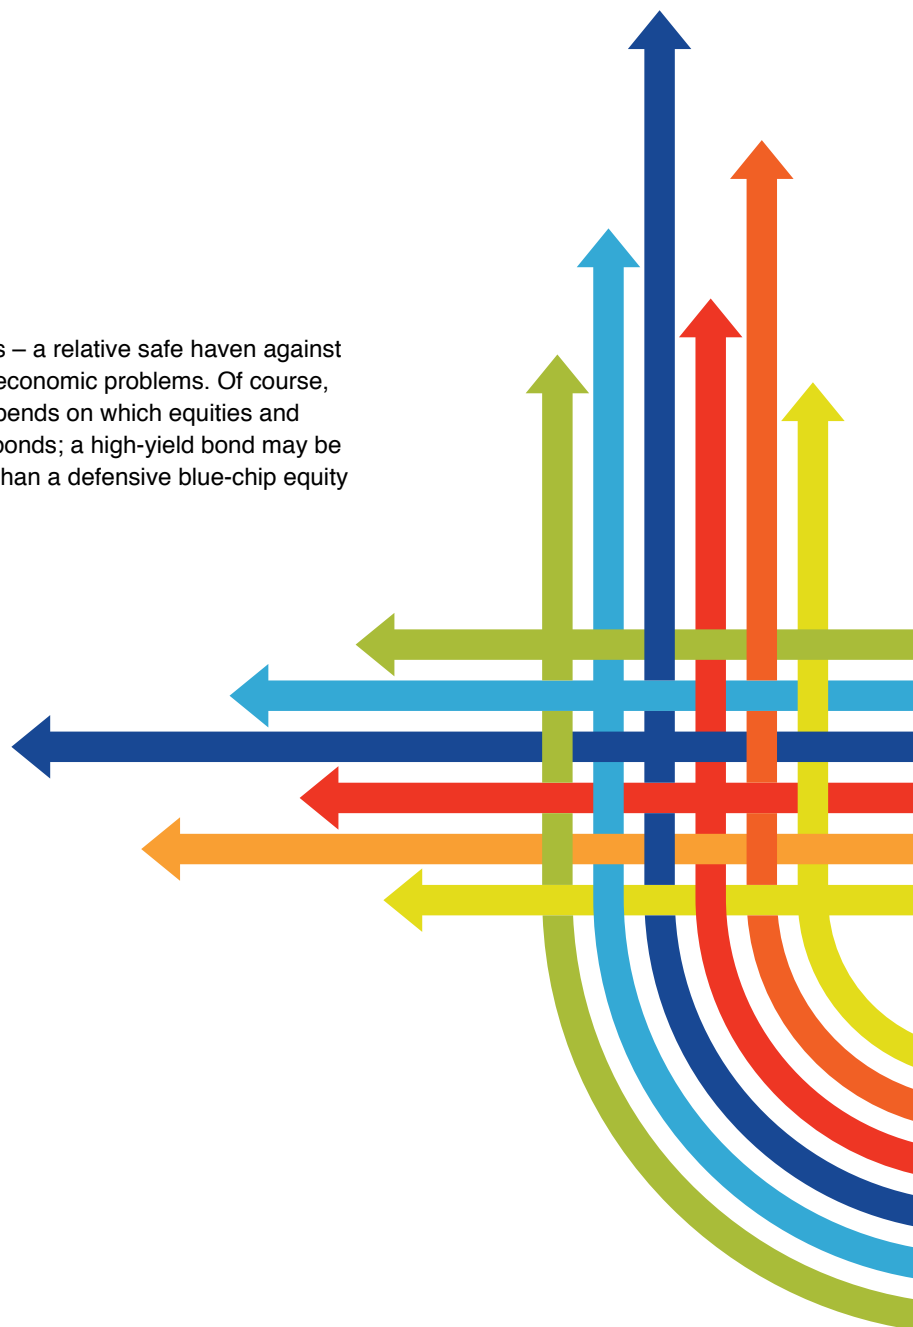 s – a relative safe haven against
economic problems. Of course,
pends on which equities and
bonds; a high-yield bond may be
han a defensive blue-chip equity